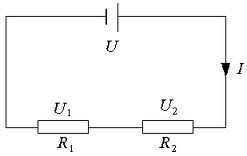 U
I
U₁ U₂
R₁ R₂